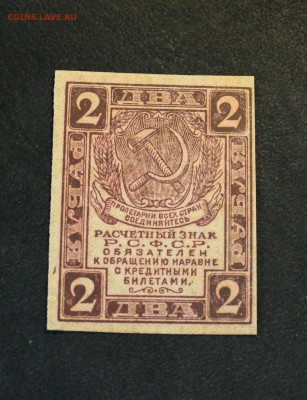 COINS.LAVE.RU
2 ДВА 2
РУБЛЯ
РУБЛЯ
ПРОЛЕТАРИИ ВСЕХ СТРАН
СОЕДИНЯЙТЕСЬ
РАСЧЕТНЫЙ ЗНАК
Р.С.Ф.С.Р.
ОБЯЗАТЕЛЕН
К ОБРАЩЕНИЮ НАРАВНЕ
С КРЕДИТНЫМИ
БИЛЕТАМИ.
2 ДВА 2